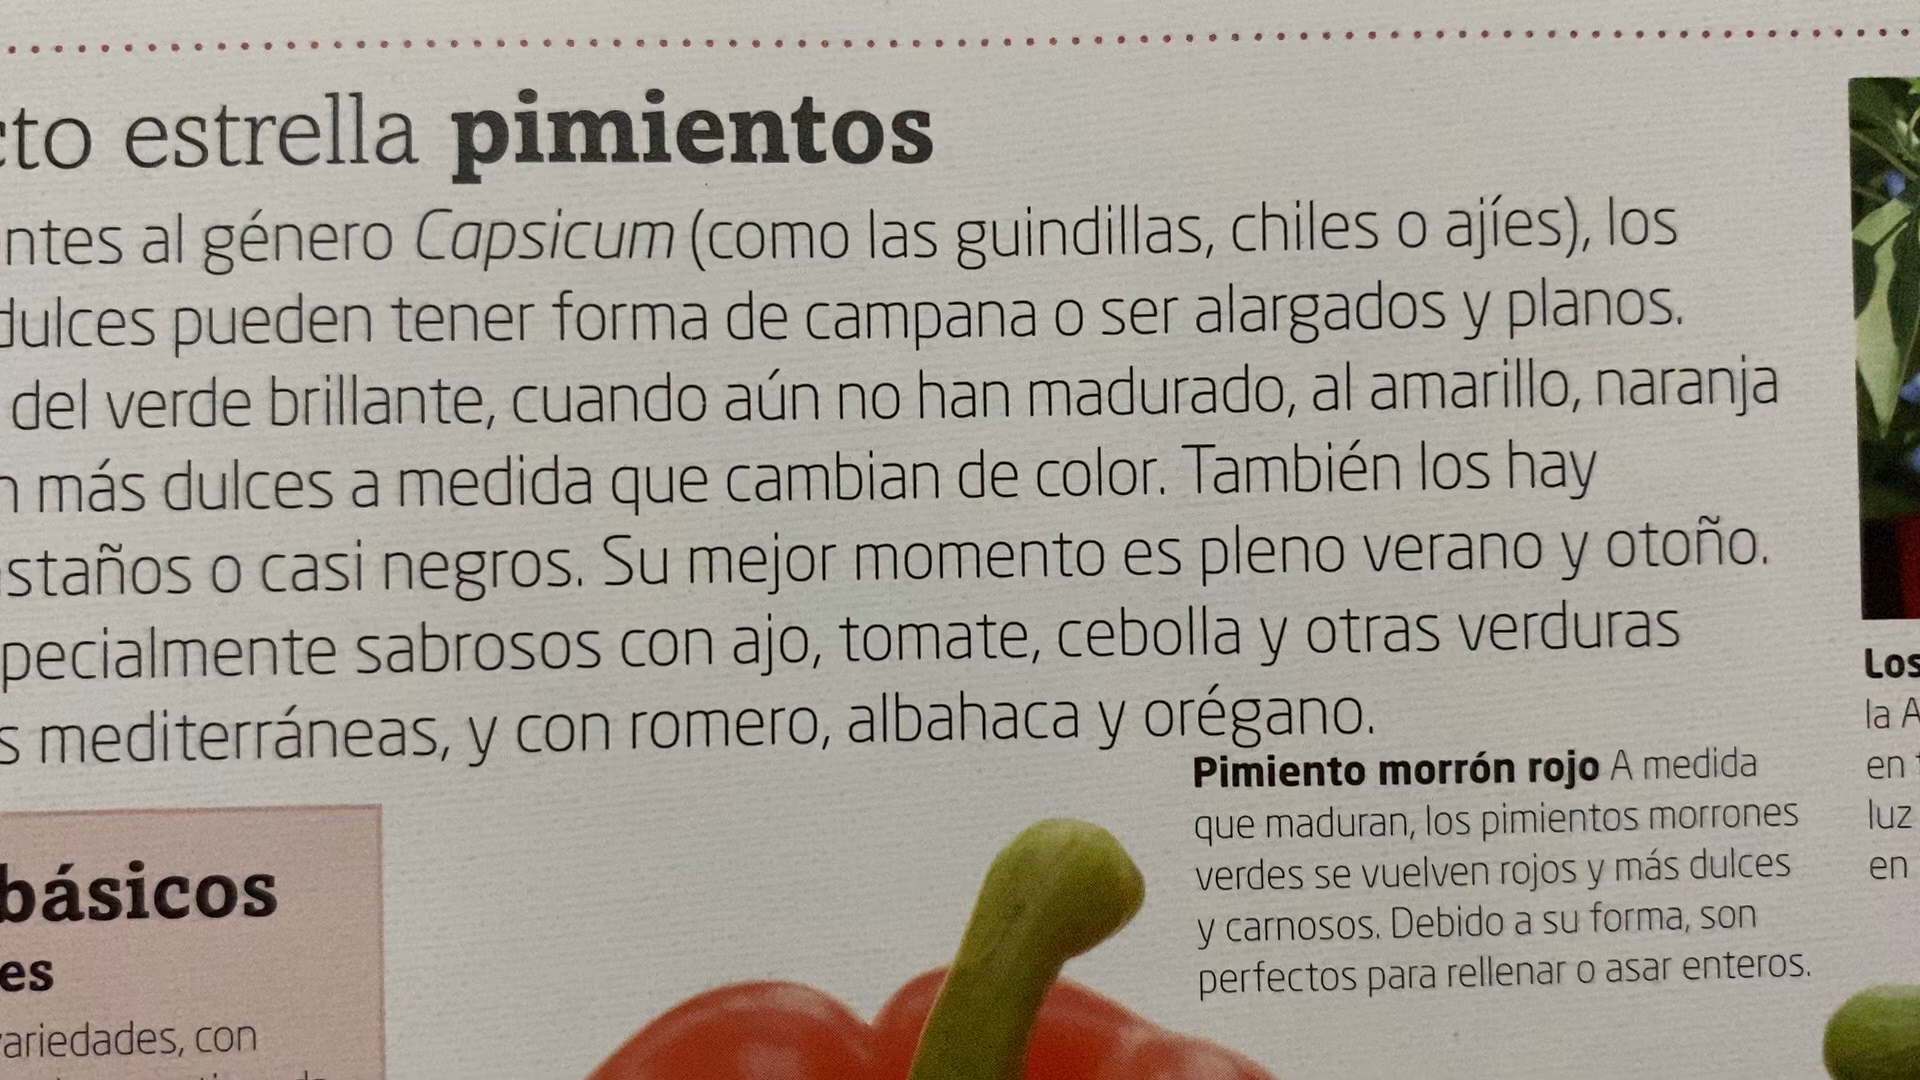 estrella pimientos
al género Capsicum (como las guindillas, chiles o ajíes), los
dulces pueden tener forma de campana o ser alargados y planos.
del verde brillante, cuando aún no han madurado, al amarillo, naranja
más dulces a medida que cambian de color. También los hay
o casi negros. Su mejor momento es pleno verano y otoño.
sabrosos con ajo, tomate, cebolla y otras verduras
mediterráneas, y con romero, albahaca y orégano.
Pimiento morrón rojo A medida
que maduran, los pimientos morrones
verdes se vuelven rojos y más dulces
y carnosos. Debido a su forma, son
perfectos para rellenar o asar enteros.
básicos
es
variedades, con
Los
la A
en
luz
en